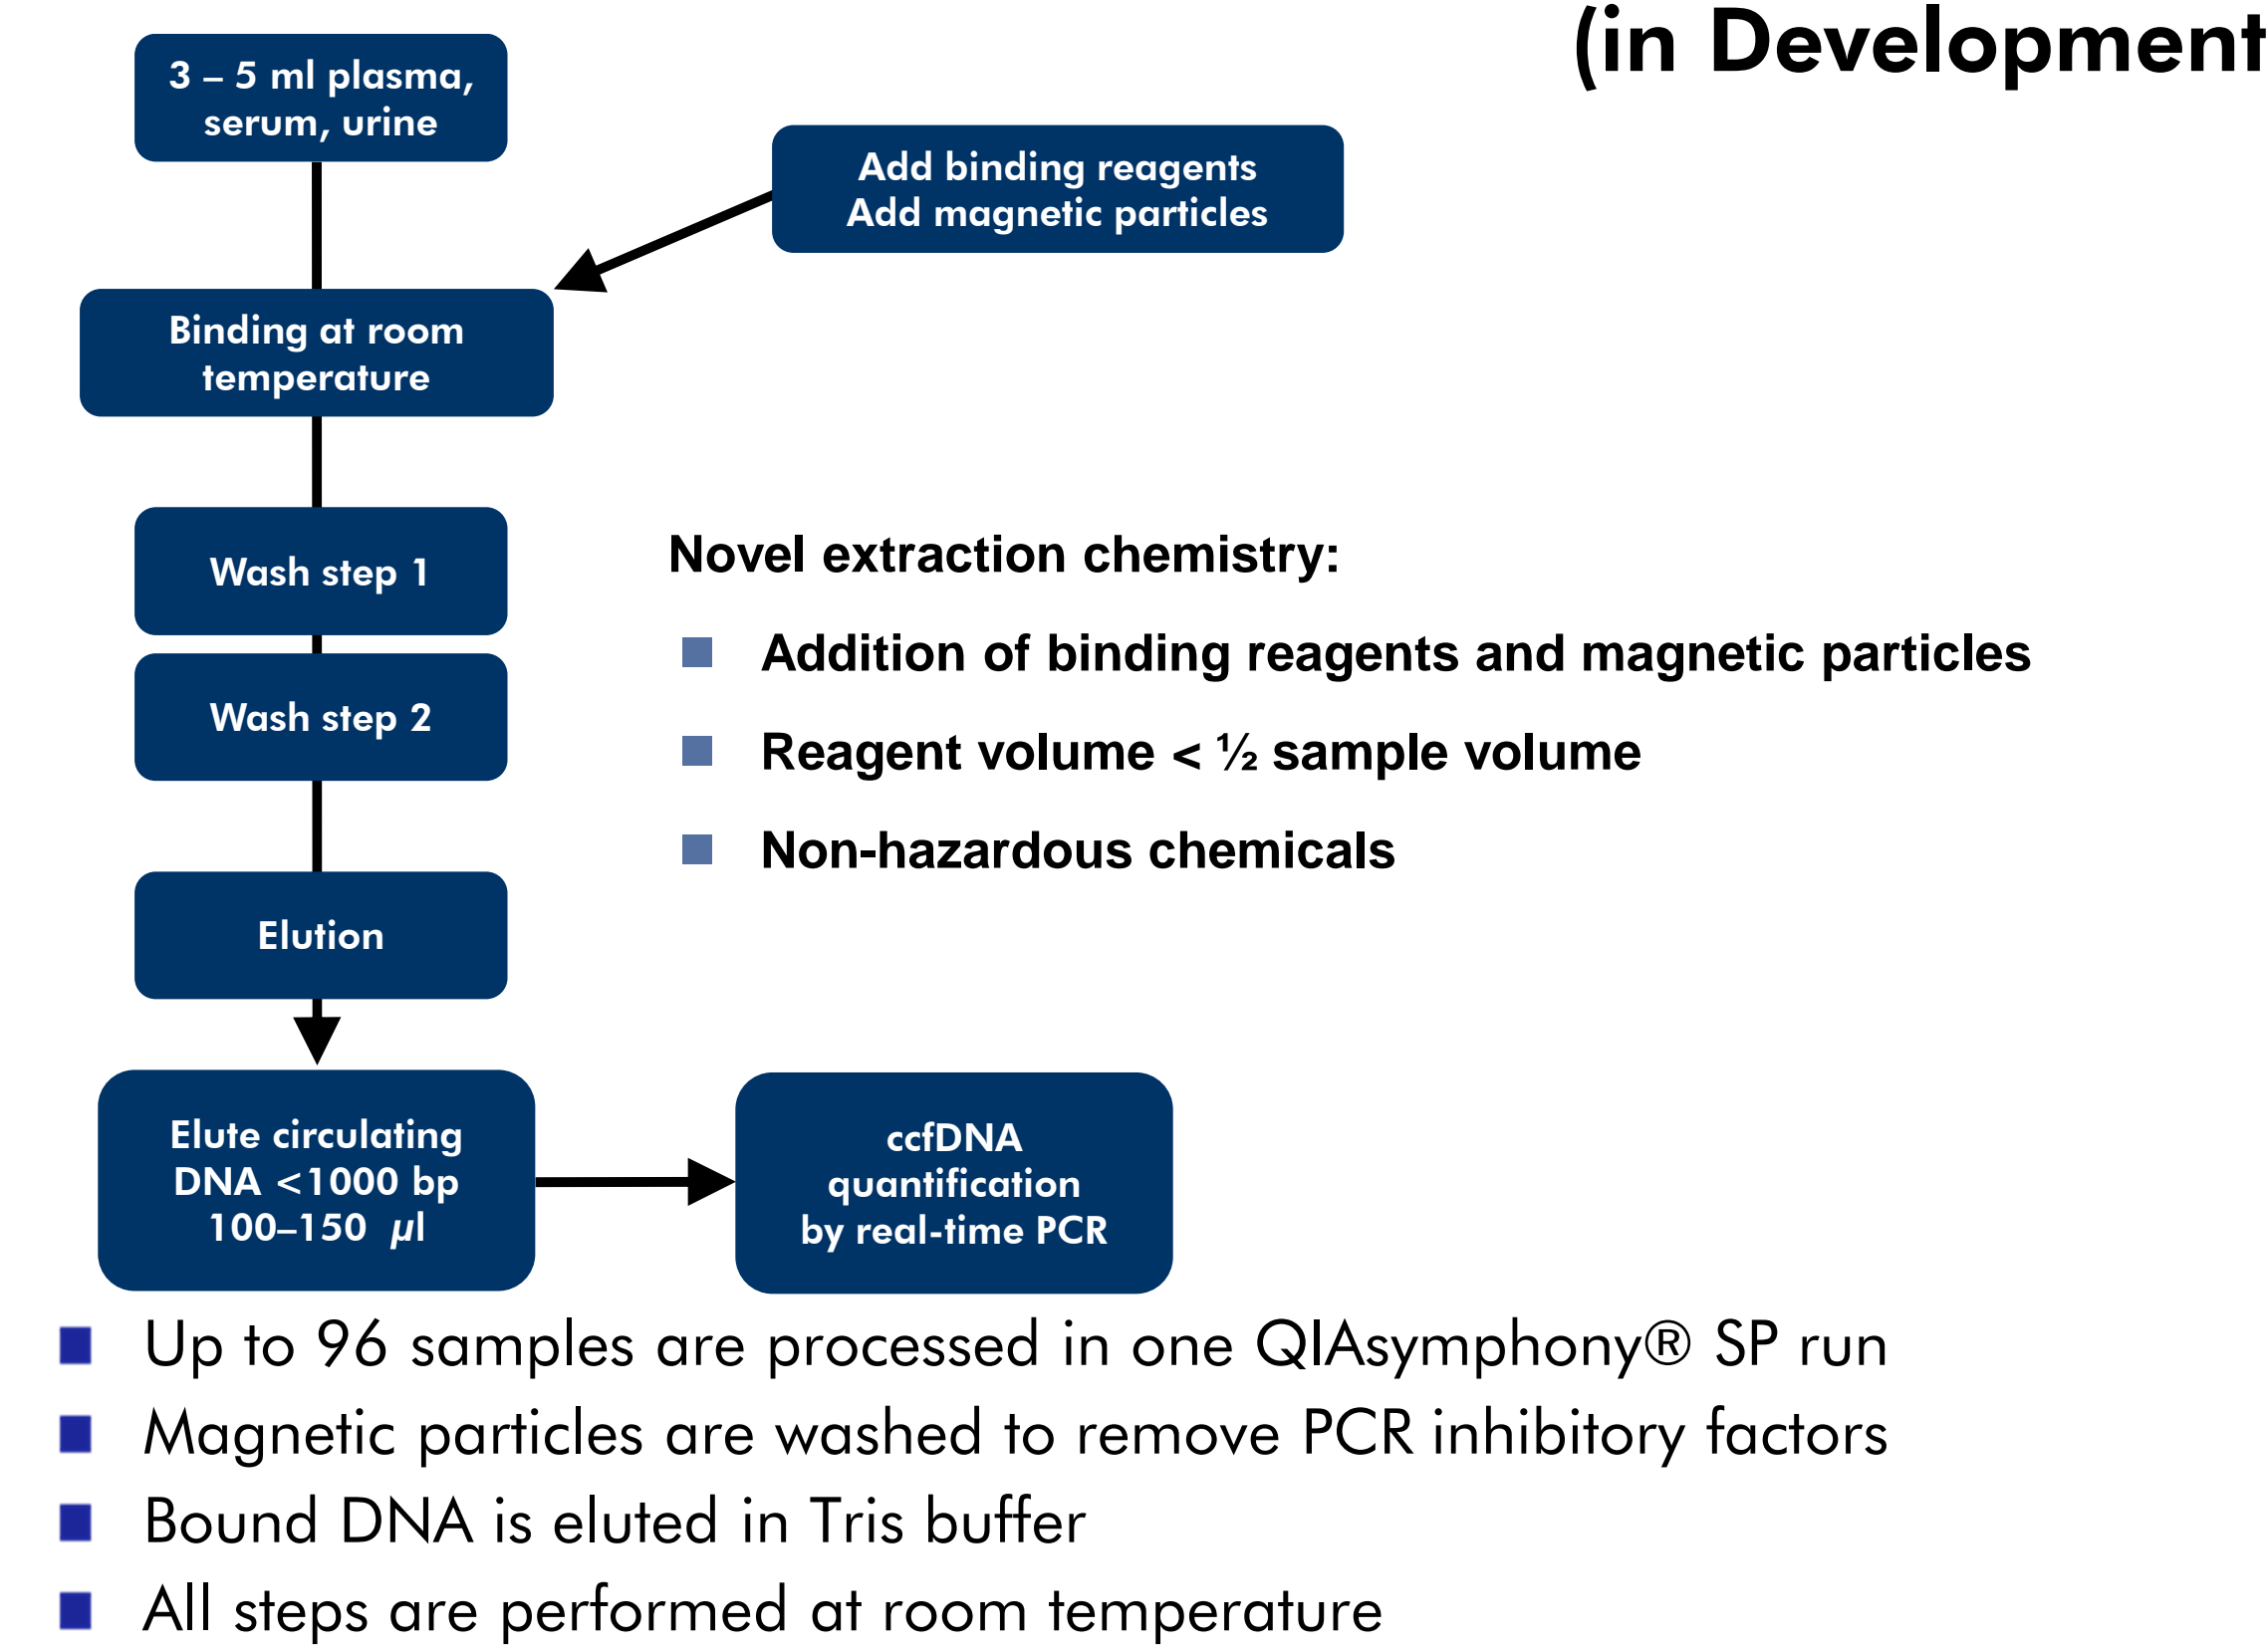 (in Development
3 – 5 ml plasma,
serum, urine
Add binding reagents
Add magnetic particles
Binding at room
temperature
Wash step 1
Wash step 2
Novel extraction chemistry:
Addition of binding reagents and magnetic particles
Reagent volume < ½ sample volume
Non-hazardous chemicals
Elution
Elute circulating
DNA <1000 bp
100–150 µl
ccfDNA
quantification
by real-time PCR
Up to 96 samples are processed in one QIAsymphony® SP run
Magnetic particles are washed to remove PCR inhibitory factors
Bound DNA is eluted in Tris buffer
All steps are performed at room temperature